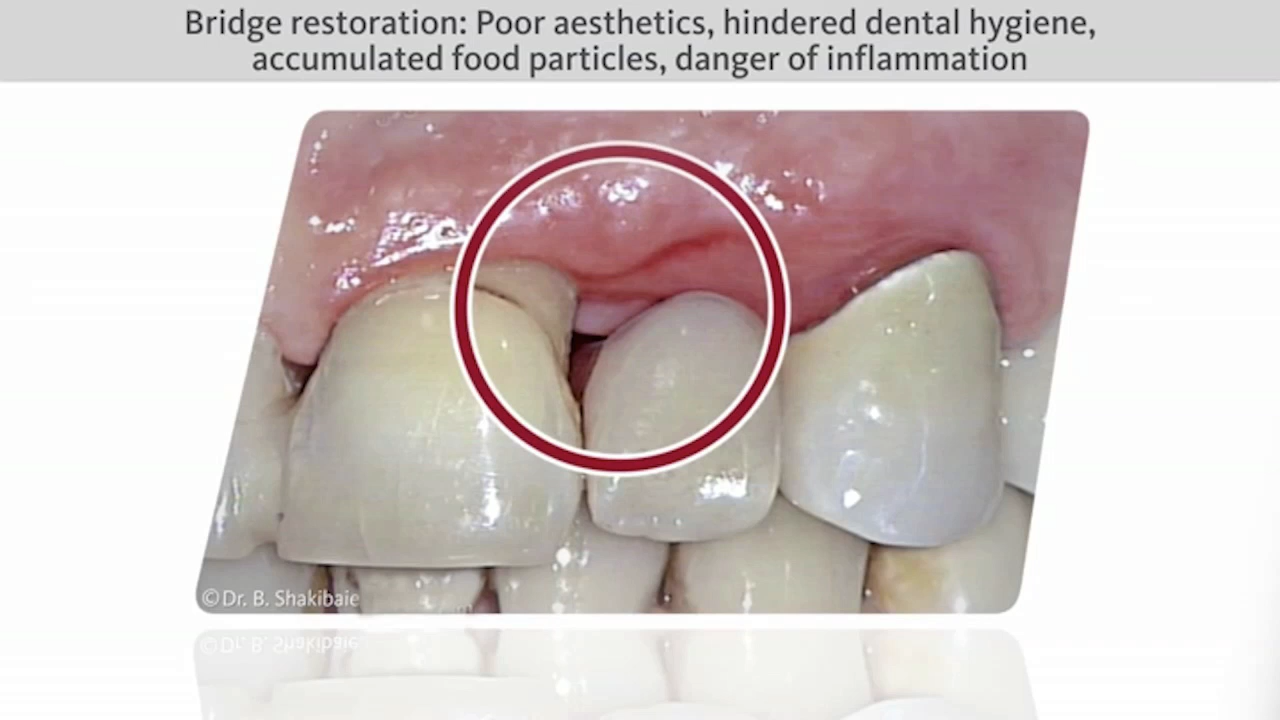 Bridge restoration: Poor aesthetics, hindered dental hygiene,
accumulated food particles, danger of inflammation
©Dr. B. Shakibaie